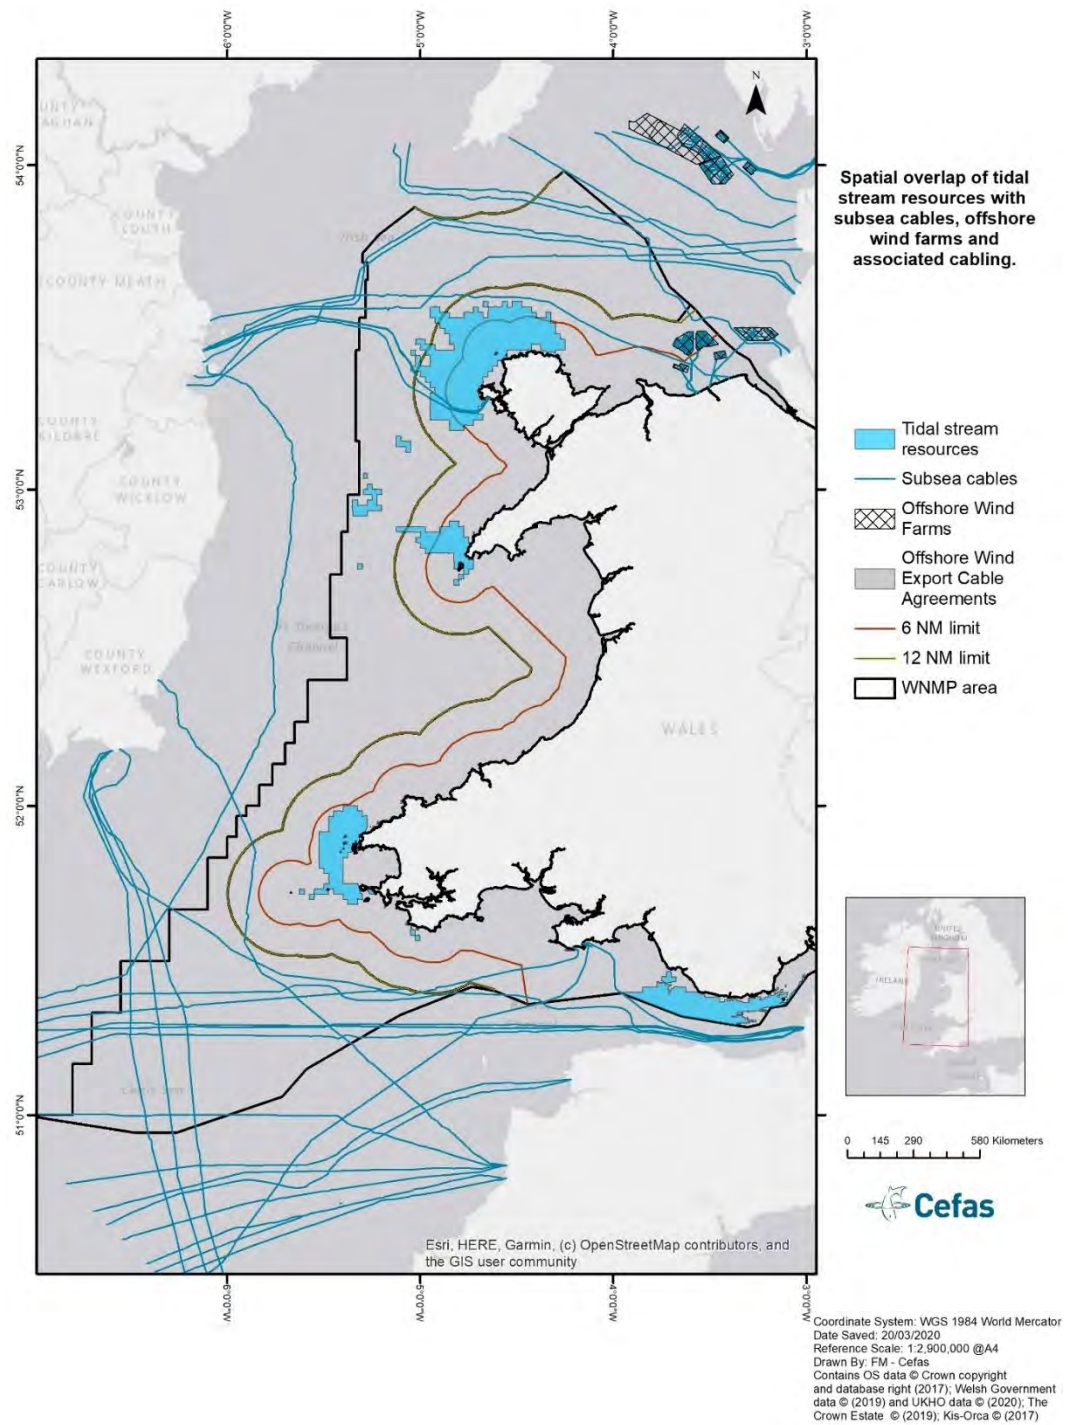 6°0'0"W
5°0'0"W
4°0'0"W
3°0'0"W
N
54°0'0"N
53°0'0"N
52°0'0"N
51°0'0"N
COUNTY
LOUTH
COUNTY MEATH
COUNTY
KILDARE
COUNTY
WICKLOW
COUNTY
CARLOW
COUNTY
WEXFORD
Irish Sea
Channel
WALES
Celtic Sea
Esri, HERE, Garmin, (c) OpenStreetMap contributors, and
the GIS user community
6°0'0"W
5°0'0"W
4°0'0"W
3°0'0"W
Spatial overlap of tidal
stream resources with
subsea cables, offshore
wind farms and
associated cabling.
Tidal stream
resources
Subsea cables
Offshore Wind
Farms
Offshore Wind
Export Cable
Agreements
6 NM limit
12 NM limit
WNMP area
UNITED
KINGDOM
IRELAND
0 145 290 580 Kilometers
Cefas
Coordinate System: WGS 1984 World Mercator
Date Saved: 20/03/2020
Reference Scale: 1:2,900,000 @A4
Drawn By: FM - Cefas
Contains OS data © Crown copyright
and database right (2017); Welsh Government
data © (2019) and UKHO data © (2020); The
Crown Estate © (2019); Kis-Orca © (2017)